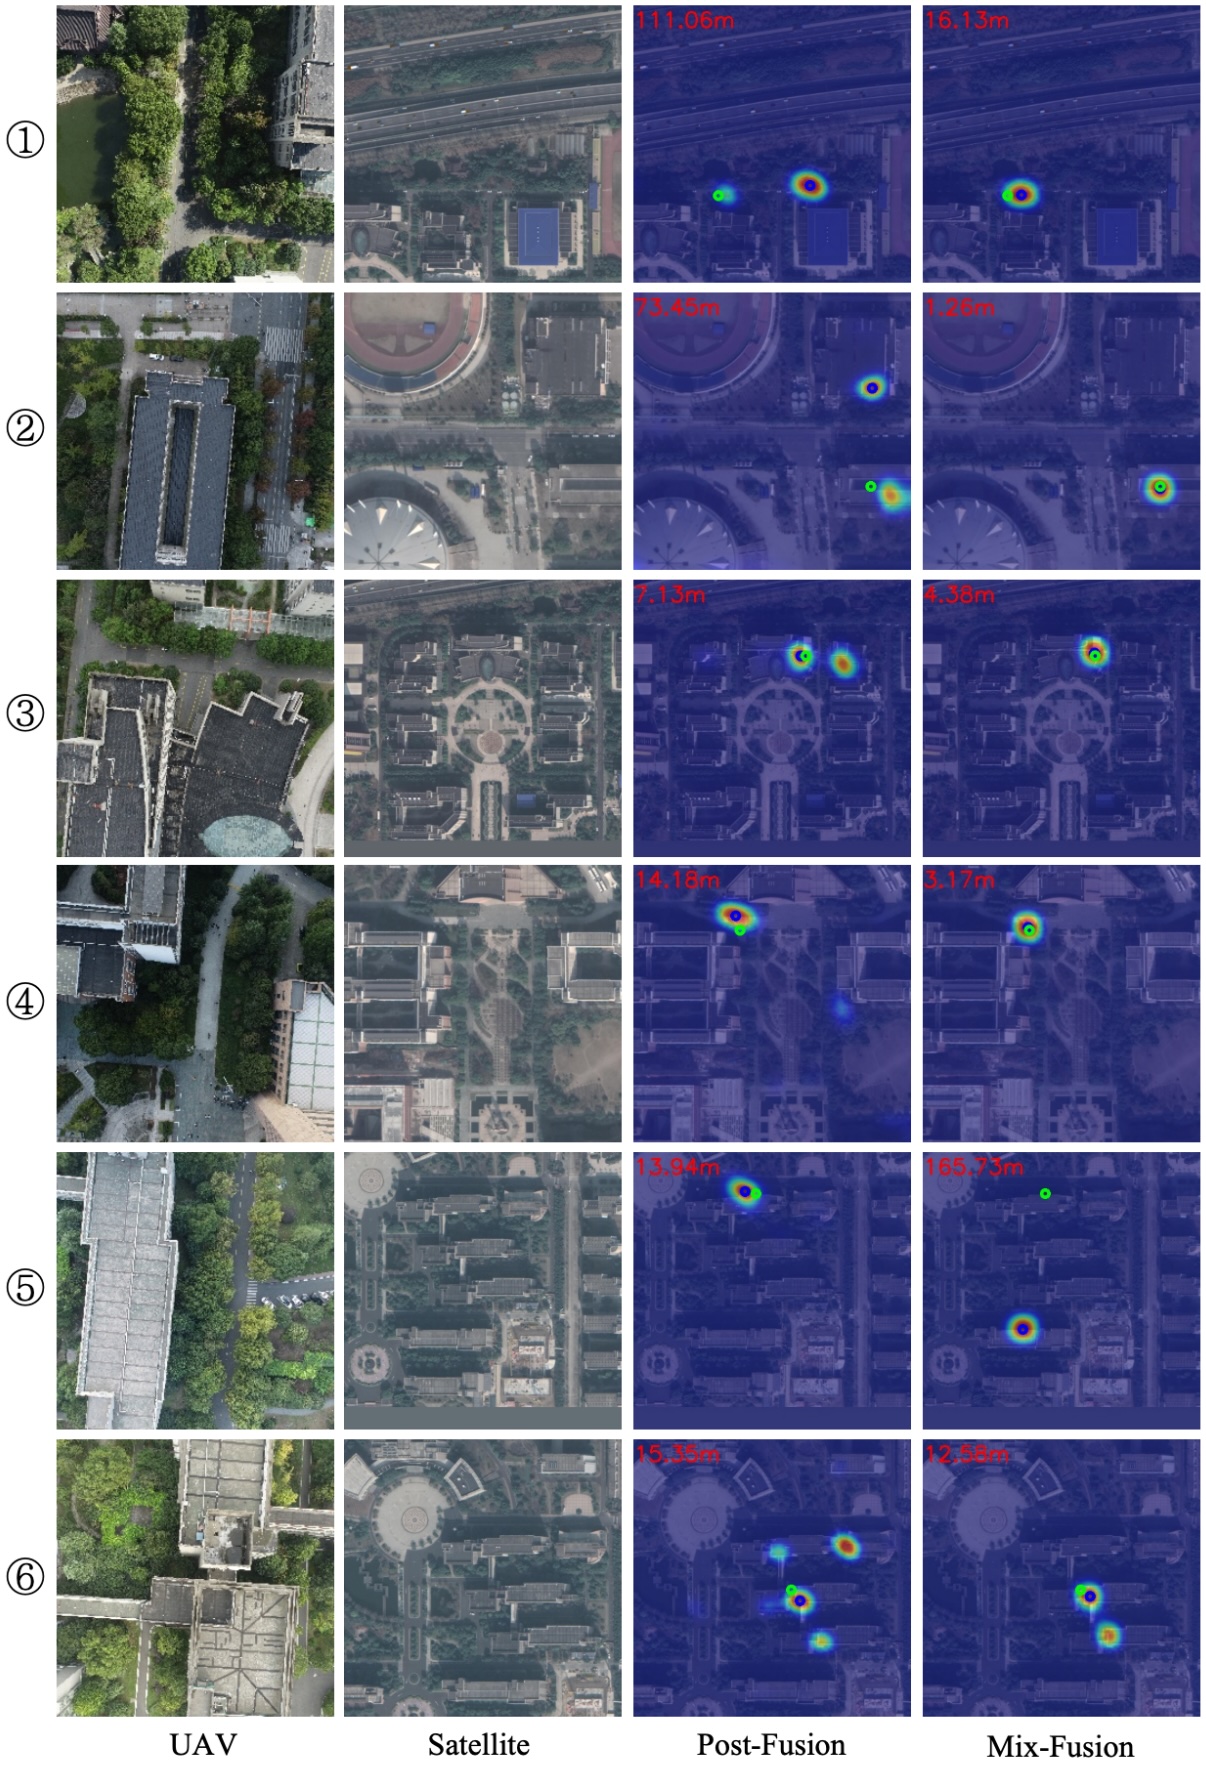 ① 111.06m 16.13m
② 73.45m 1.26m
③ 7.13m 4.38m
④ 14.18m 3.17m
⑤ 13.94m 165.73m
⑥ 15.35m 12.58m
UAV Satellite Post-Fusion Mix-Fusion